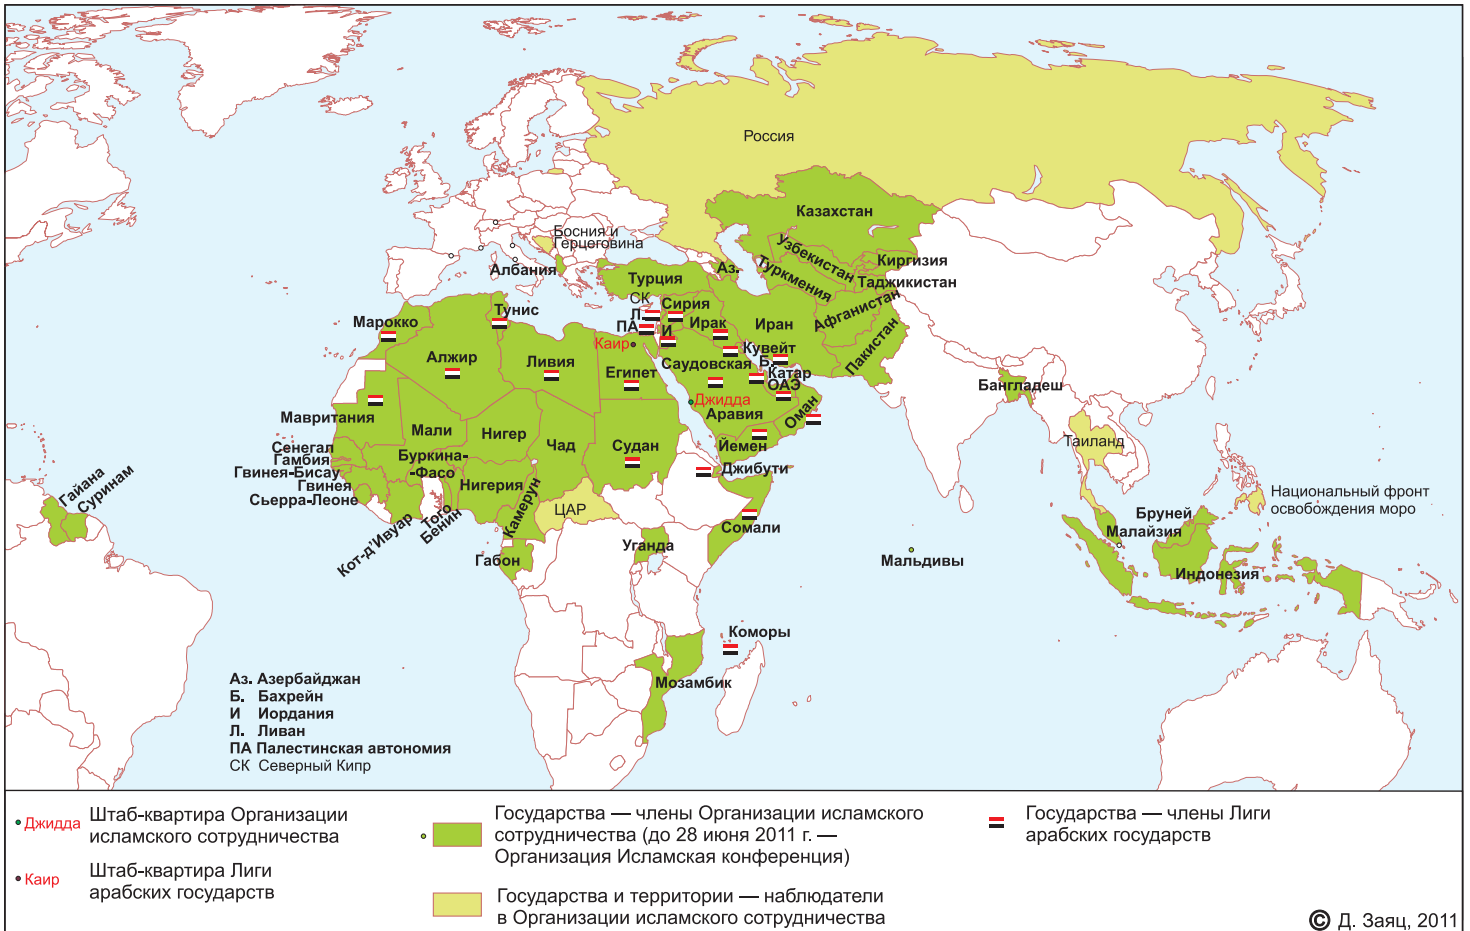 Россия
Казахстан
Босния и
Герцеговина
Узбекистан
Киргизия
Албания
Турция
Аз.
Туркмения
Таджикистан
СК
Сирия
Афганистан
Тунис
Л.
Марокко
ПА
И
Ирак
Иран
Пакистан
Каир
Кувейт
Алжир
Ливия
Египет
Саудовская
Б.
Катар
ОАЭ
Бангладеш
Джидда
Аравия
Оман
Мавритания
Мали
Нигер
Чад
Судан
Йемен
Таиланд
Сенегал
Гамбия
Гвинея-Бисау
Гвинея
Сьерра-Леоне
Буркина-
-Фасо
Нигерия
Джибути
Гайана
Суринам
Кот-д'Ивуар
Того
Бенин
Камерун
ЦАР
Сомали
Национальный фронт
освобождения моро
Бруней
Малайзия
Габон
Уганда
Мальдивы
Индонезия
Коморы
Мозамбик
Аз. Азербайджан
Б. Бахрейн
И Иордания
Л. Ливан
ПА Палестинская автономия
СК Северный Кипр
Джидда
Штаб-квартира Организации
исламского сотрудничества
Каир
Штаб-квартира Лиги
арабских государств
Государства — члены Организации исламского
сотрудничества (до 28 июня 2011 г. —
Организация Исламская конференция)
Государства и территории — наблюдатели
в Организации исламского сотрудничества
Государства — члены Лиги
арабских государств
© Д. Заяц, 2011